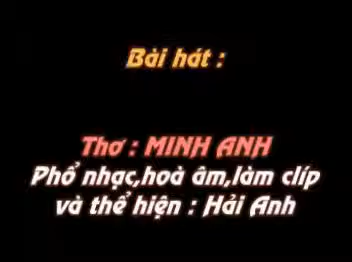 Bài hát :
Thơ : MINH ANH
Phổ nhạc,hoà âm,làm clíp
và thể hiện : Hải Anh